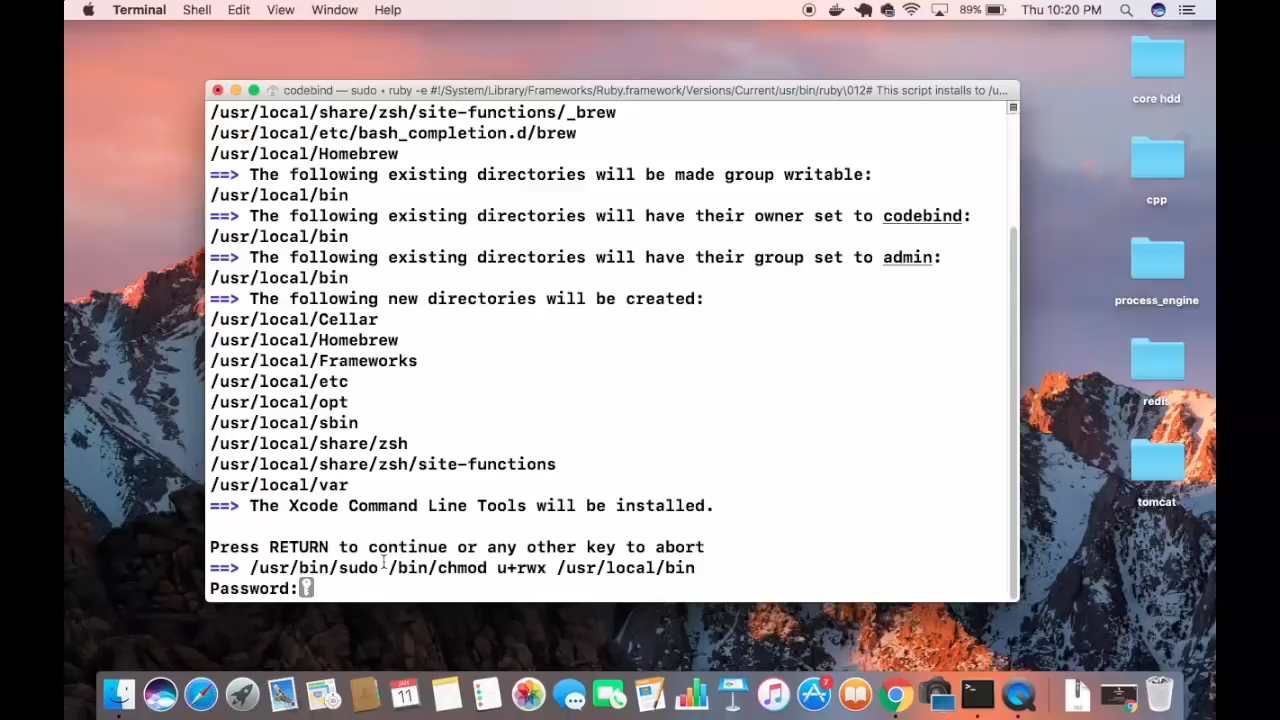 Terminal Shell Edit View Window Help 89% Thu 10:20 PM
codebind — sudo • ruby -e #!/System/Library/Frameworks/Ruby.framework/Versions/Current/usr/bin/ruby\012# This script installs to /u...
/usr/local/share/zsh/site-functions/_brew
/usr/local/etc/bash_completion.d/brew
/usr/local/Homebrew
==> The following existing directories will be made group writable:
/usr/local/bin
==> The following existing directories will have their owner set to codebind:
/usr/local/bin
==> The following existing directories will have their group set to admin:
/usr/local/bin
==> The following new directories will be created:
/usr/local/Cellar
/usr/local/Homebrew
/usr/local/Frameworks
/usr/local/etc
/usr/local/opt
/usr/local/sbin
/usr/local/share/zsh
/usr/local/share/zsh/site-functions
/usr/local/var
==> The Xcode Command Line Tools will be installed.
Press RETURN to continue or any other key to abort
==> /usr/bin/sudo /bin/chmod u+rwx /usr/local/bin
Password:
core hdd
cpp
process_engine
redis
tomcat
JAN
11
7